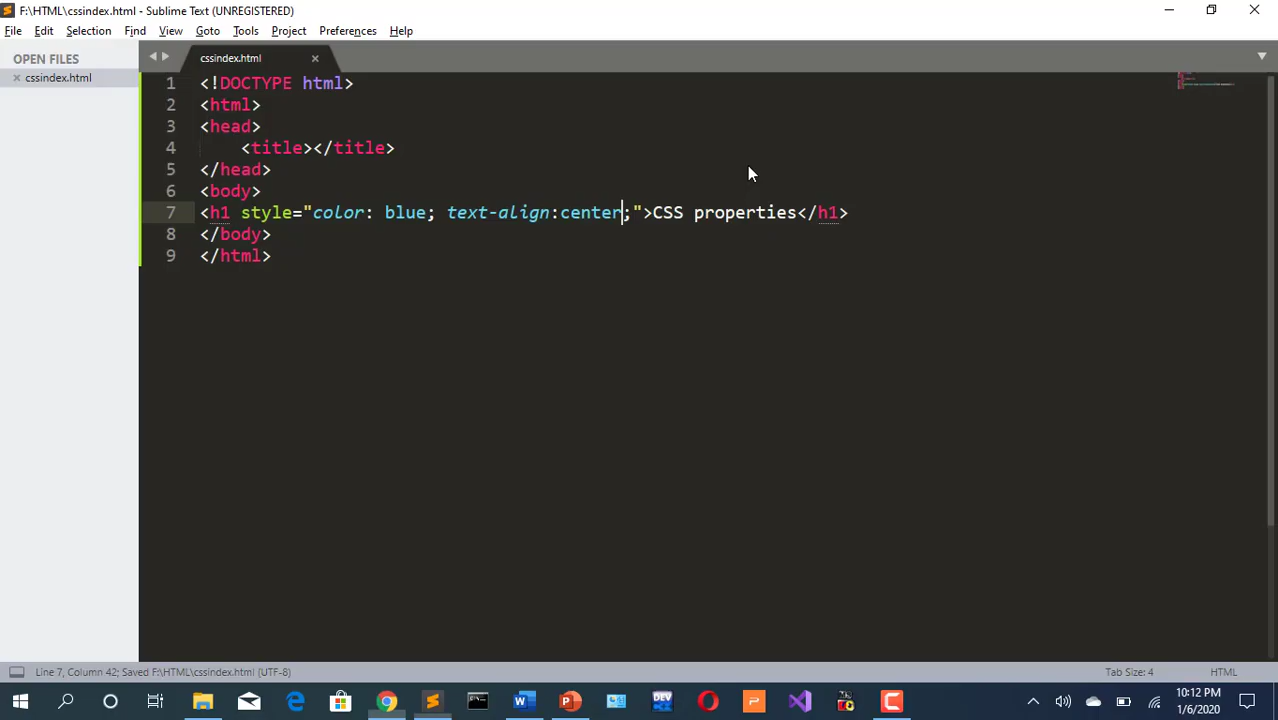 F:\HTML\cssindex.html - Sublime Text (UNREGISTERED)
File Edit Selection Find View Goto Tools Project Preferences Help
OPEN FILES
cssindex.html
cssindex.html
1 <!DOCTYPE html>
2 <html>
3 <head>
4 <title></title>
5 </head>
6 <body>
7 <h1 style="color: blue; text-align:center;">CSS properties</h1>
8 </body>
9 </html>
Line 7, Column 42; Saved F:\HTML\cssindex.html (UTF-8)
Tab Size: 4
HTML
DEV
10:12 PM
1/6/2020